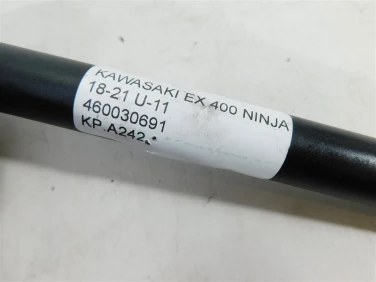 KAWASAKI EX 400 NINJA
18-21 U-11
460030691
KP.A242